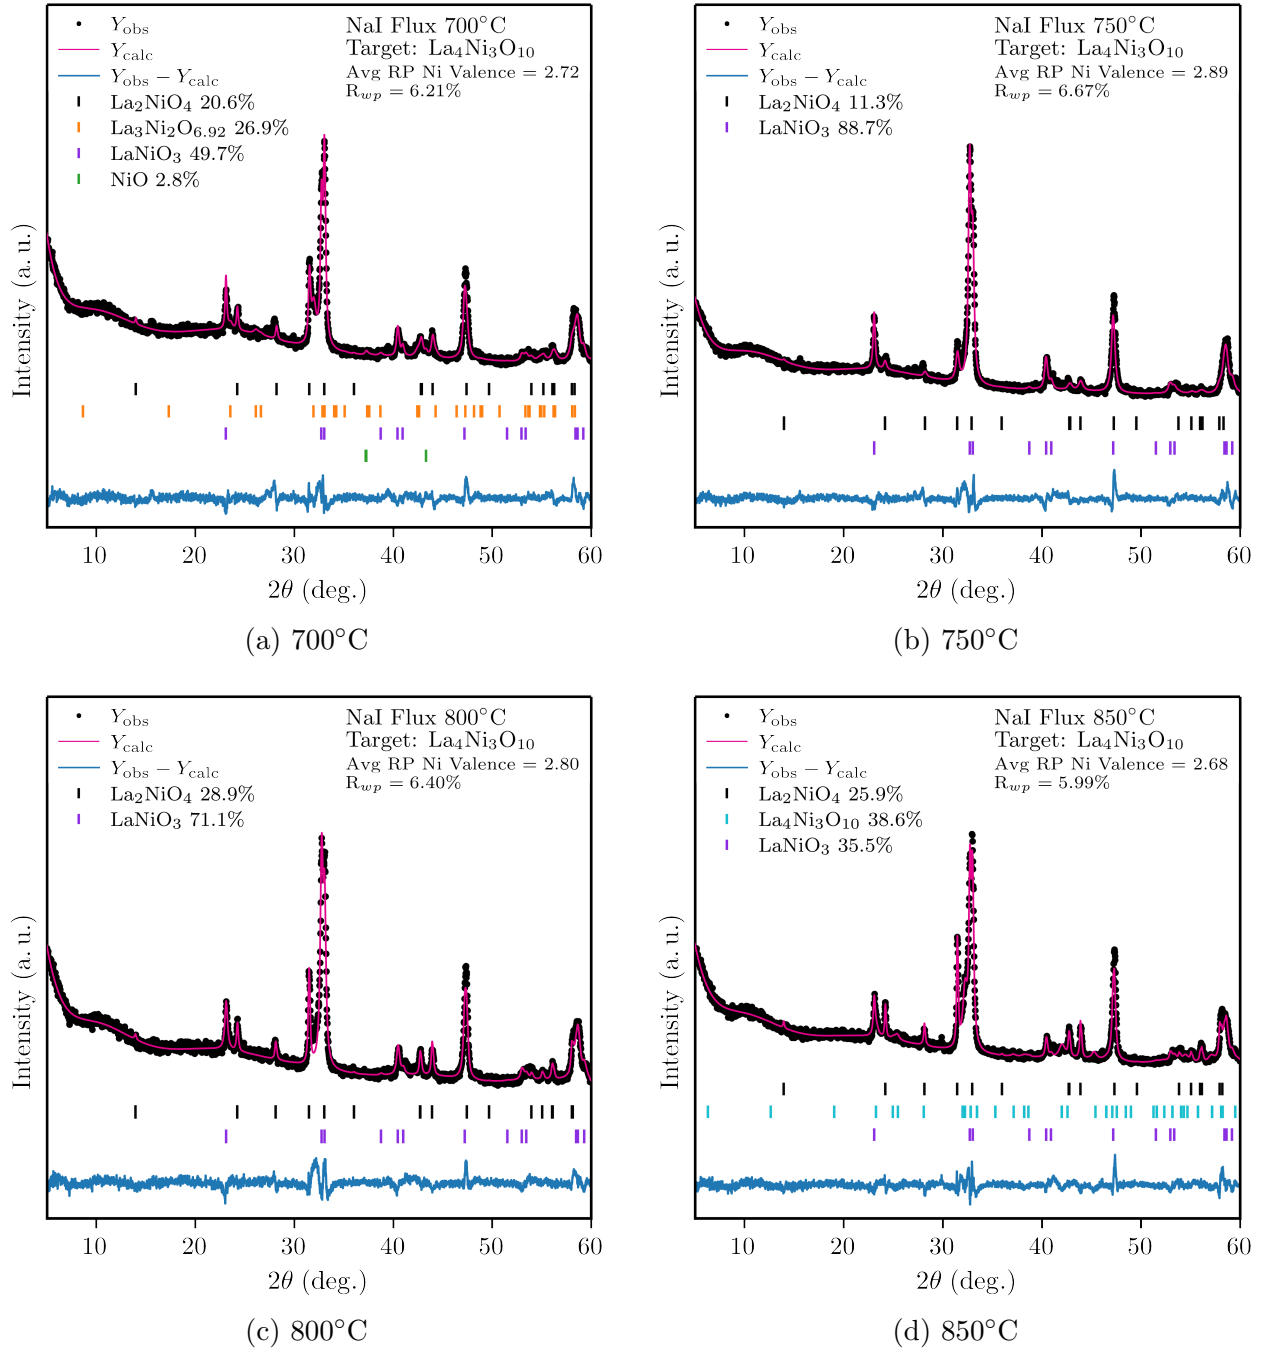 Y_obs
Y_calc
Y_obs − Y_calc
La₂NiO₄ 20.6%
La₃Ni₂O₆.₉₂ 26.9%
LaNiO₃ 49.7%
NiO 2.8%
NaI Flux 700°C
Target: La₄Ni₃O₁₀
Avg RP Ni Valence = 2.72
R_wp = 6.21%
Intensity (a. u.)
10 20 30 40 50 60
2θ (deg.)
(a) 700°C
Y_obs
Y_calc
Y_obs − Y_calc
La₂NiO₄ 11.3%
LaNiO₃ 88.7%
NaI Flux 750°C
Target: La₄Ni₃O₁₀
Avg RP Ni Valence = 2.89
R_wp = 6.67%
Intensity (a. u.)
10 20 30 40 50 60
2θ (deg.)
(b) 750°C
Y_obs
Y_calc
Y_obs − Y_calc
La₂NiO₄ 28.9%
LaNiO₃ 71.1%
NaI Flux 800°C
Target: La₄Ni₃O₁₀
Avg RP Ni Valence = 2.80
R_wp = 6.40%
Intensity (a. u.)
10 20 30 40 50 60
2θ (deg.)
(c) 800°C
Y_obs
Y_calc
Y_obs − Y_calc
La₂NiO₄ 25.9%
La₄Ni₃O₁₀ 38.6%
LaNiO₃ 35.5%
NaI Flux 850°C
Target: La₄Ni₃O₁₀
Avg RP Ni Valence = 2.68
R_wp = 5.99%
Intensity (a. u.)
10 20 30 40 50 60
2θ (deg.)
(d) 850°C